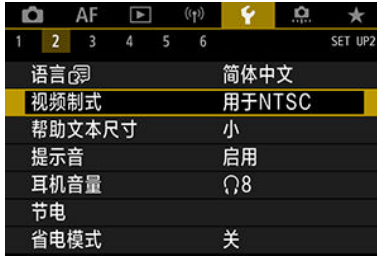 AF
1 2 3 4 5 6 SET UP2
语言 简体中文
视频制式 用于NTSC
帮助文本尺寸 小
提示音 启用
耳机音量 8
节电
省电模式 关